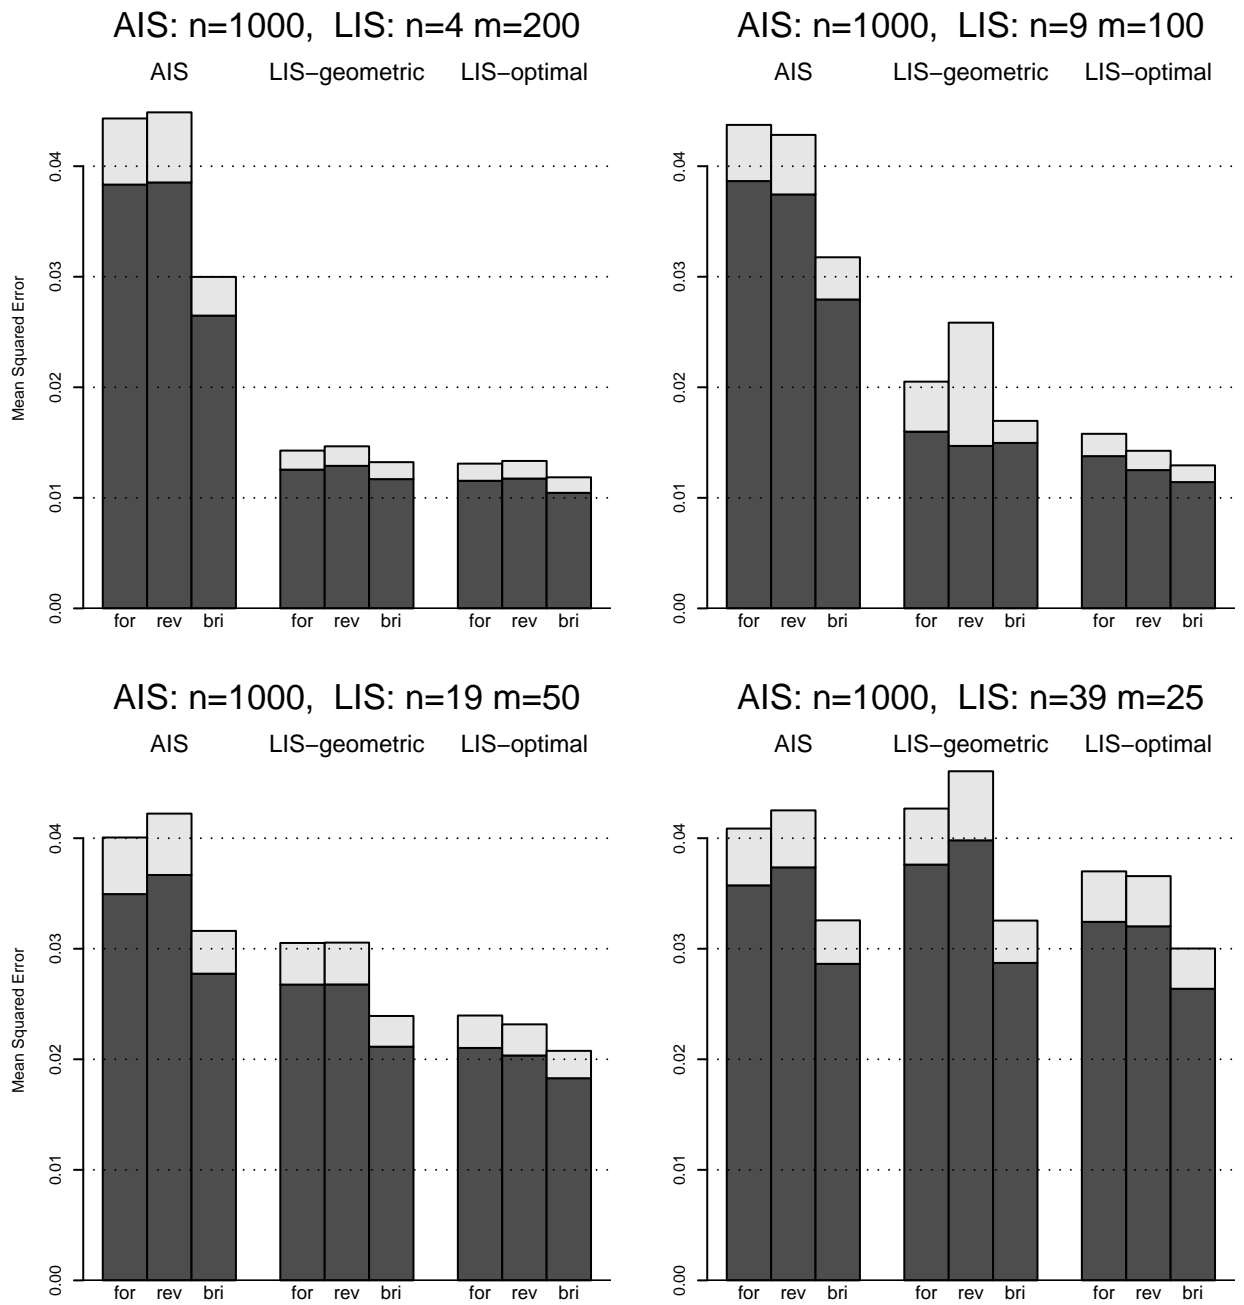 AIS: n=1000, LIS: n=4 m=200
AIS LIS−geometric LIS−optimal
Mean Squared Error
0.04
0.03
0.02
0.01
0.00
for rev bri for rev bri for rev bri
AIS: n=1000, LIS: n=9 m=100
AIS LIS−geometric LIS−optimal
0.04
0.03
0.02
0.01
0.00
for rev bri for rev bri for rev bri
AIS: n=1000, LIS: n=19 m=50
AIS LIS−geometric LIS−optimal
Mean Squared Error
0.04
0.03
0.02
0.01
0.00
for rev bri for rev bri for rev bri
AIS: n=1000, LIS: n=39 m=25
AIS LIS−geometric LIS−optimal
0.04
0.03
0.02
0.01
0.00
for rev bri for rev bri for rev bri